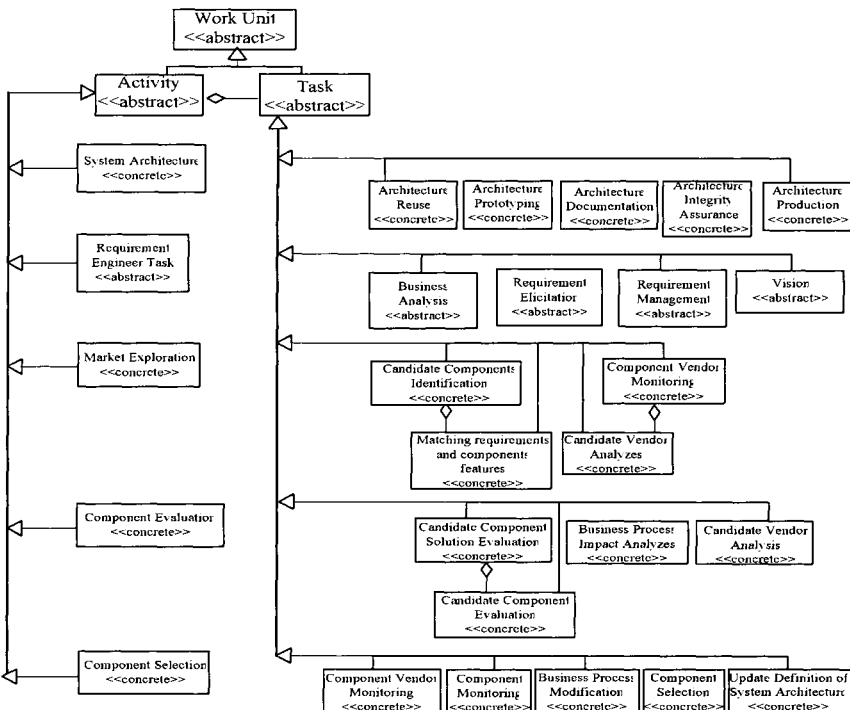 Work Unit
<<abstract>>
Activity
<<abstract>>
Task
<<abstract>>
System Architecture
<<concrete>>
Architecture
Reuse
<<concrete>>
Architecture
Prototyping
<<concrete>>
Architecture
Documentation
<<concrete>>
Architecture
Integrity
Assurance
<<concrete>>
Architecture
Production
<<concrete>>
Requirement
Engineer Task
<<abstract>>
Business
Analysis
<<abstract>>
Requirement
Elicitation
<<abstract>>
Requirement
Management
<<abstract>>
Vision
<<abstract>>
Market Exploration
<<concrete>>
Candidate Components
Identification
<<concrete>>
Component Vendor
Monitoring
<<concrete>>
Matching requirements
and components
features
<<concrete>>
Candidate Vendor
Analyzes
<<concrete>>
Component Evaluation
<<concrete>>
Candidate Component
Solution Evaluation
<<concrete>>
Business Process
Impact Analyzes
<<concrete>>
Candidate Vendor
Analysis
<<concrete>>
Candidate Component
Evaluation
<<concrete>>
Component Selection
<<concrete>>
Component Vendor
Monitoring
<<concrete>>
Component
Monitoring
<<concrete>>
Business Process
Modification
<<concrete>>
Component
Selection
<<concrete>>
Update Definition of
System Architecture
<<concrete>>